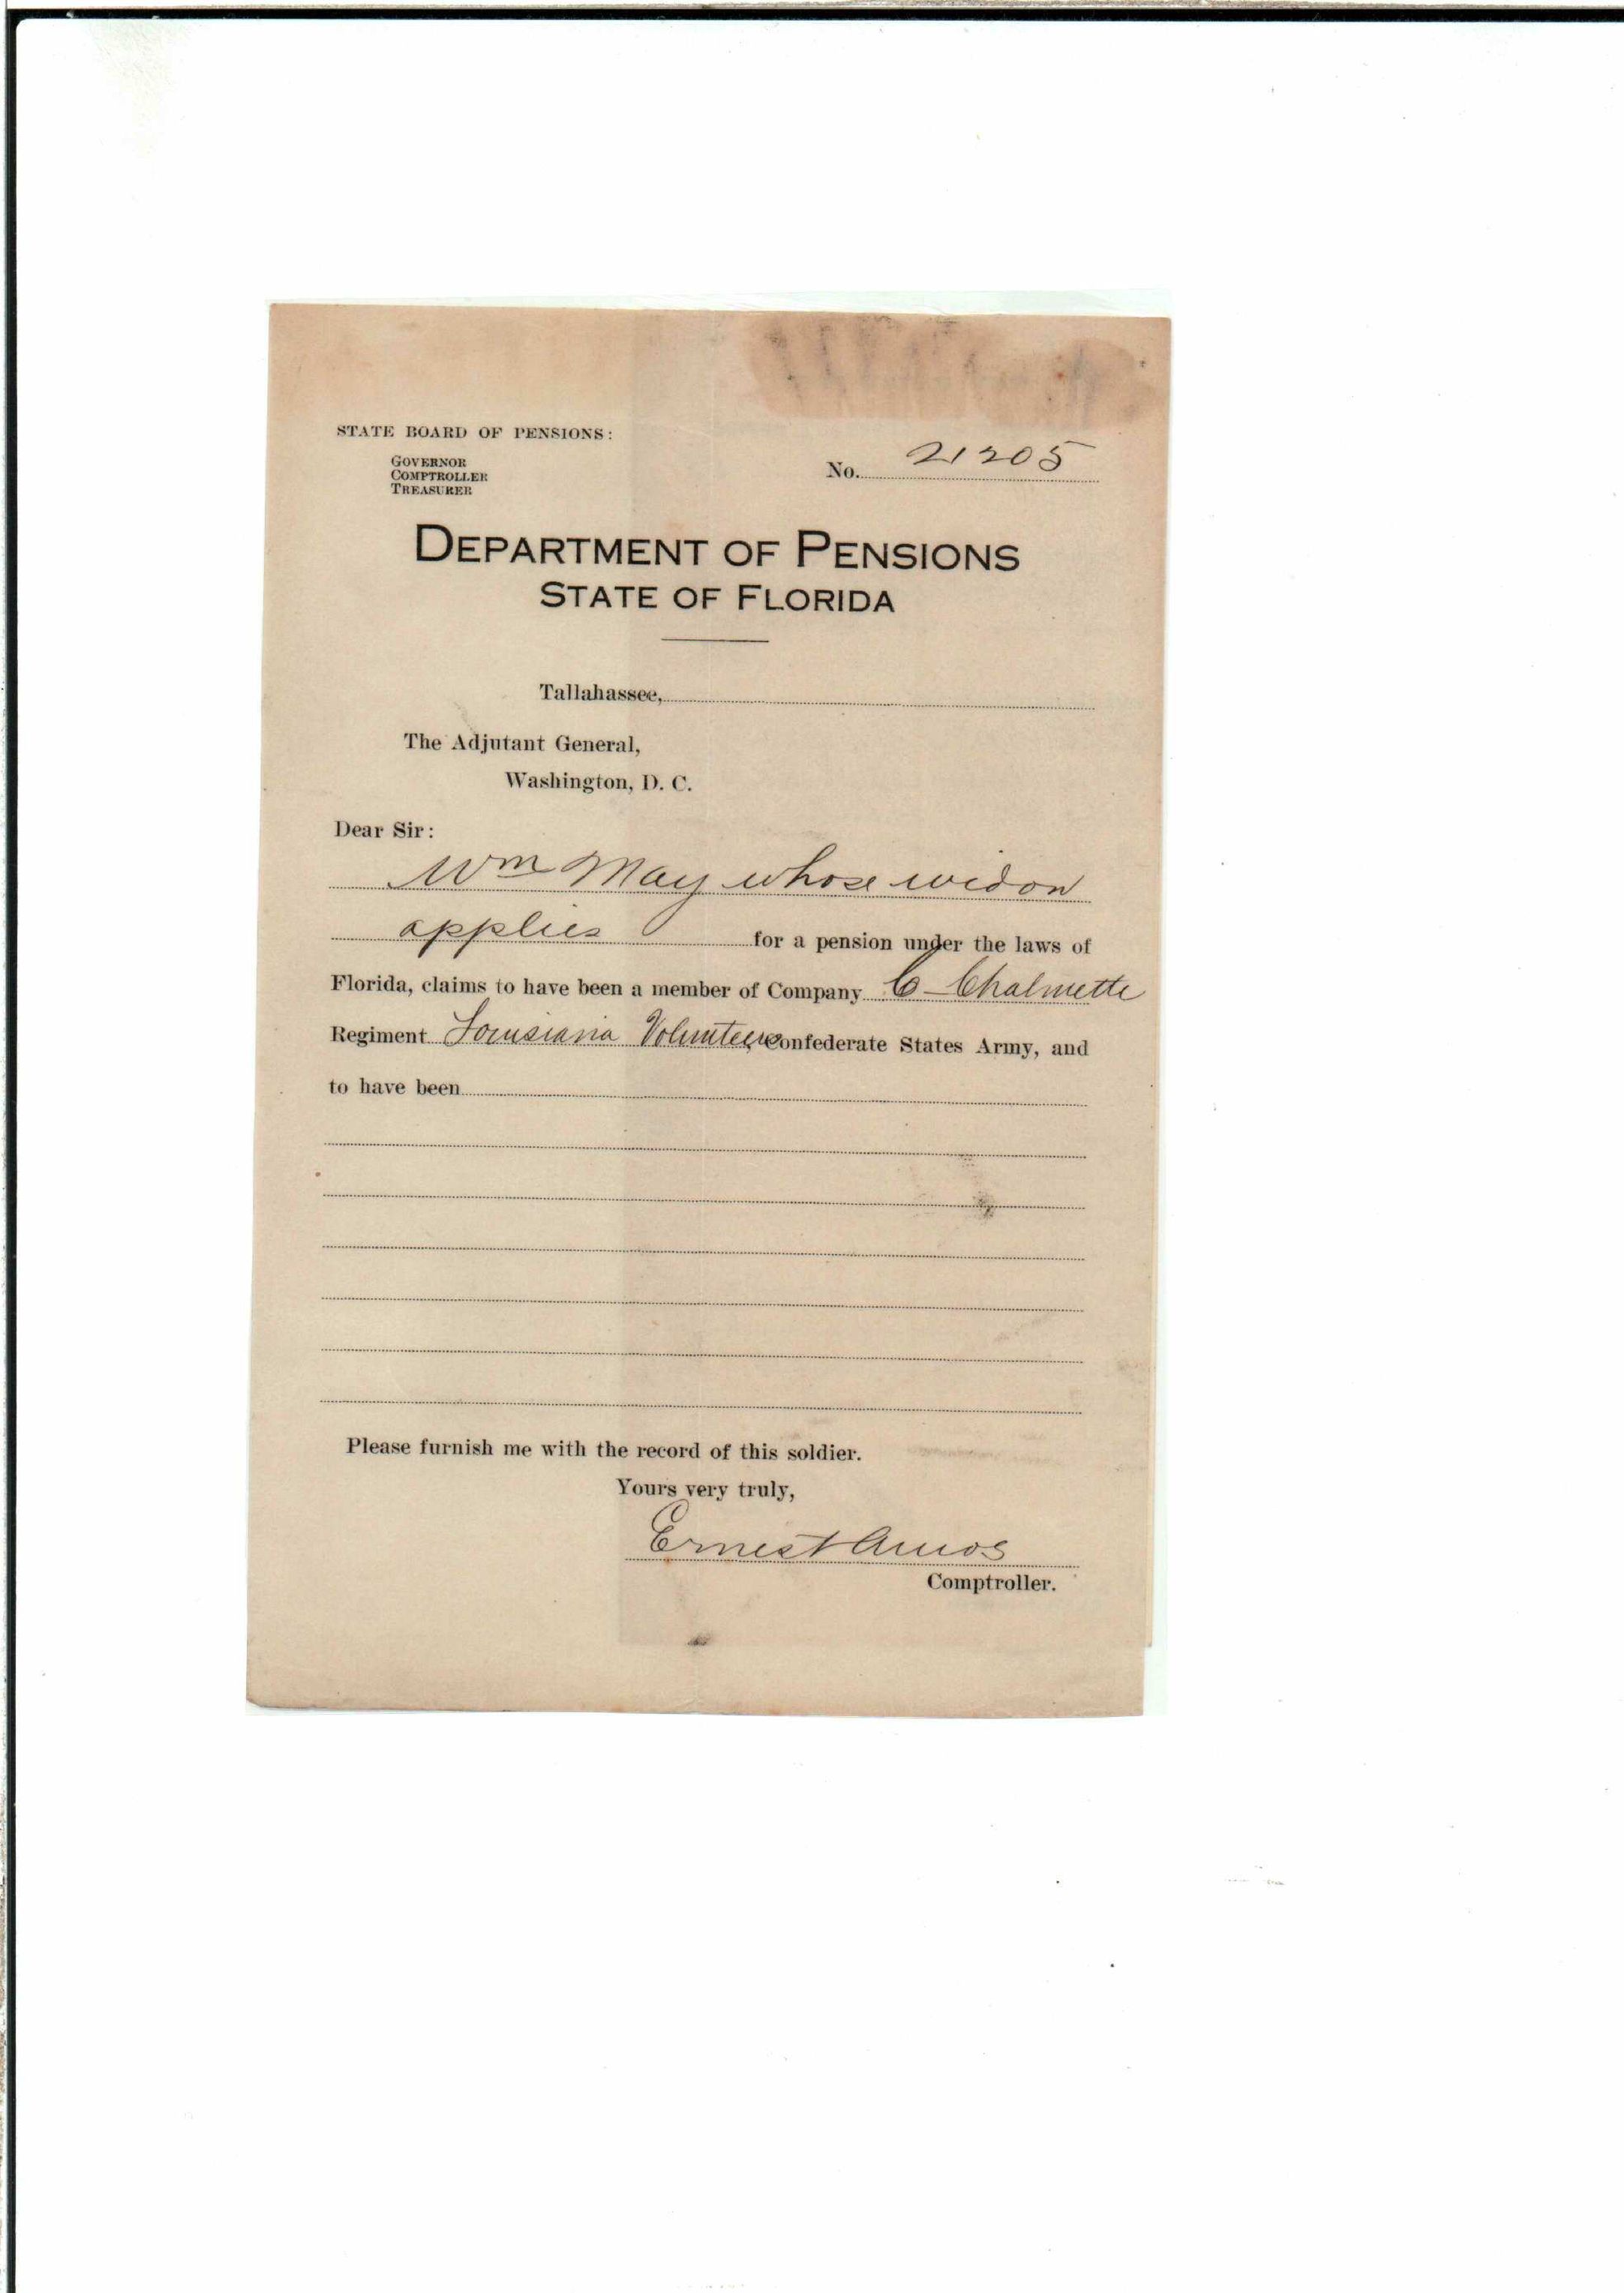 STATE BOARD OF PENSIONS:
GOVERNOR
COMPTROLLER
TREASURER
No. 21205
DEPARTMENT OF PENSIONS
STATE OF FLORIDA
Tallahassee,
The Adjutant General,
Washington, D. C.
Dear Sir:
Wm May whose widow
applies for a pension under the laws of
Florida, claims to have been a member of Company C - Chalmette
Regiment Louisiana Volunteers Confederate States Army, and
to have been
Please furnish me with the record of this soldier.
Yours very truly,
Ernest Amos
Comptroller.